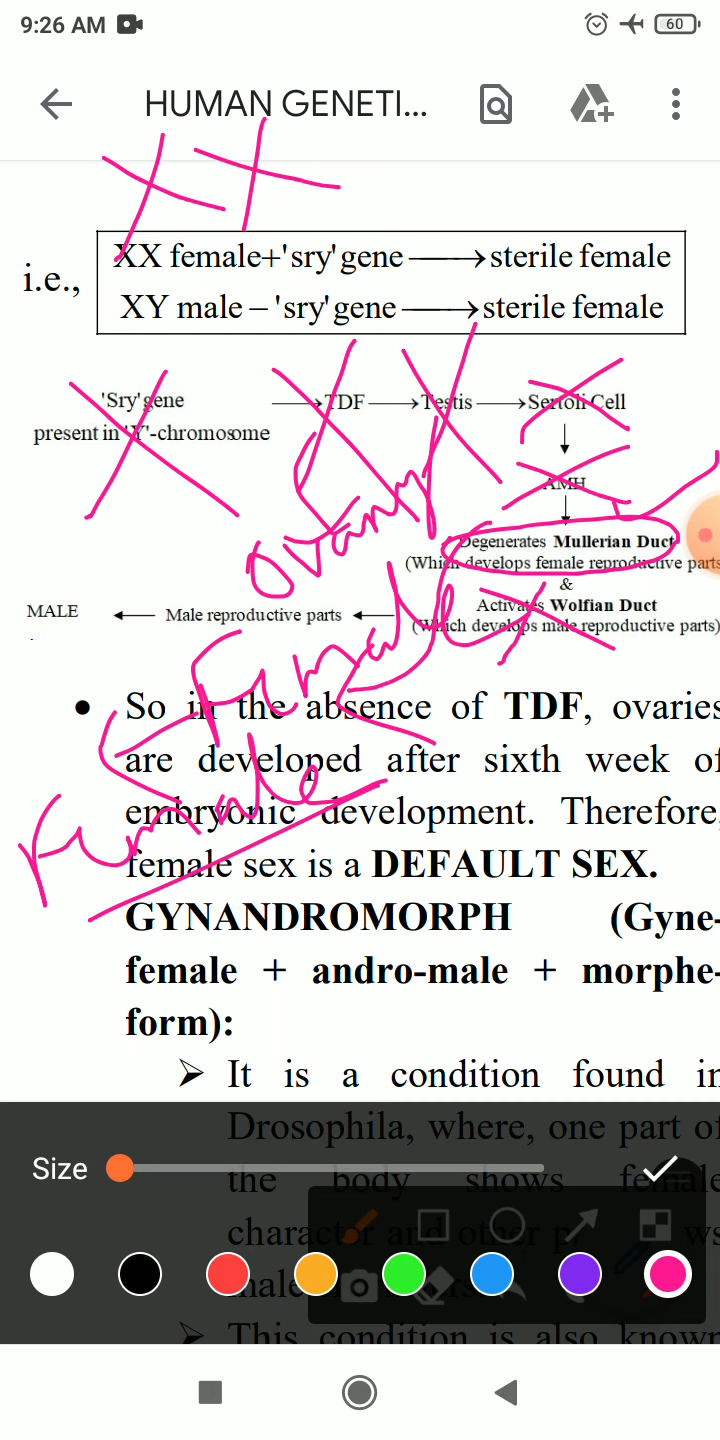 9:26 AM
60
HUMAN GENETI...
XX
i.e.,
XX female+'sry'gene → sterile female
XY male – 'sry'gene → sterile female
'Sry'gene → TDF → Testis → Sertoli Cell
present in 'Y'-chromosome
AMH
Degenerates Mullerian Duct
(Which develops female reproductive parts
&
Activates Wolfian Duct
(Which develops male reproductive parts)
MALE ← Male reproductive parts ←
ovary
Female
Female
• So in the absence of TDF, ovaries
are developed after sixth week of
embryonic development. Therefore,
female sex is a DEFAULT SEX.
GYNANDROMORPH (Gyne-
female + andro-male + morphe-
form):
➢ It is a condition found in
Drosophila, where, one part of
the body shows female
character and other
male
➢ This condition is also known
Size